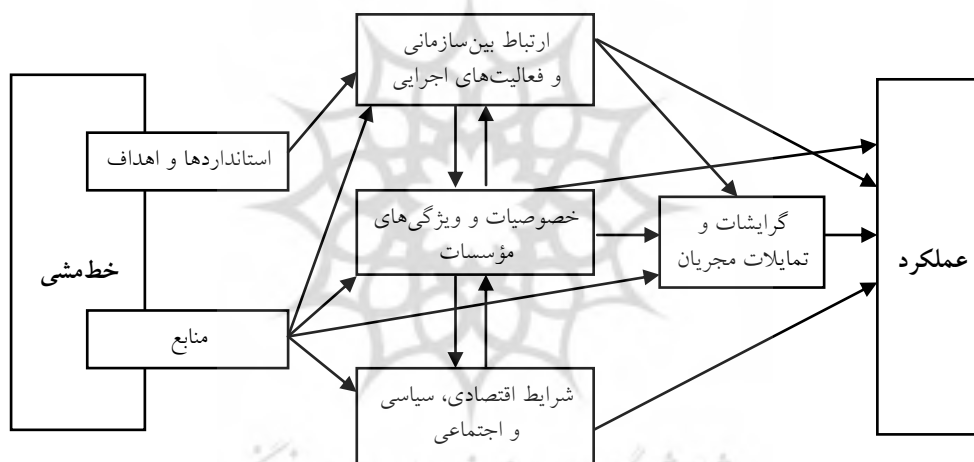 ارتباط بین‌سازمانی
و فعالیت‌های اجرایی
استانداردها و اهداف
خط‌مشی
خصوصیات و ویژگی‌های
مؤسسات
گرایشات و
تمایلات مجریان
عملکرد
منابع
شرایط اقتصادی، سیاسی
و اجتماعی